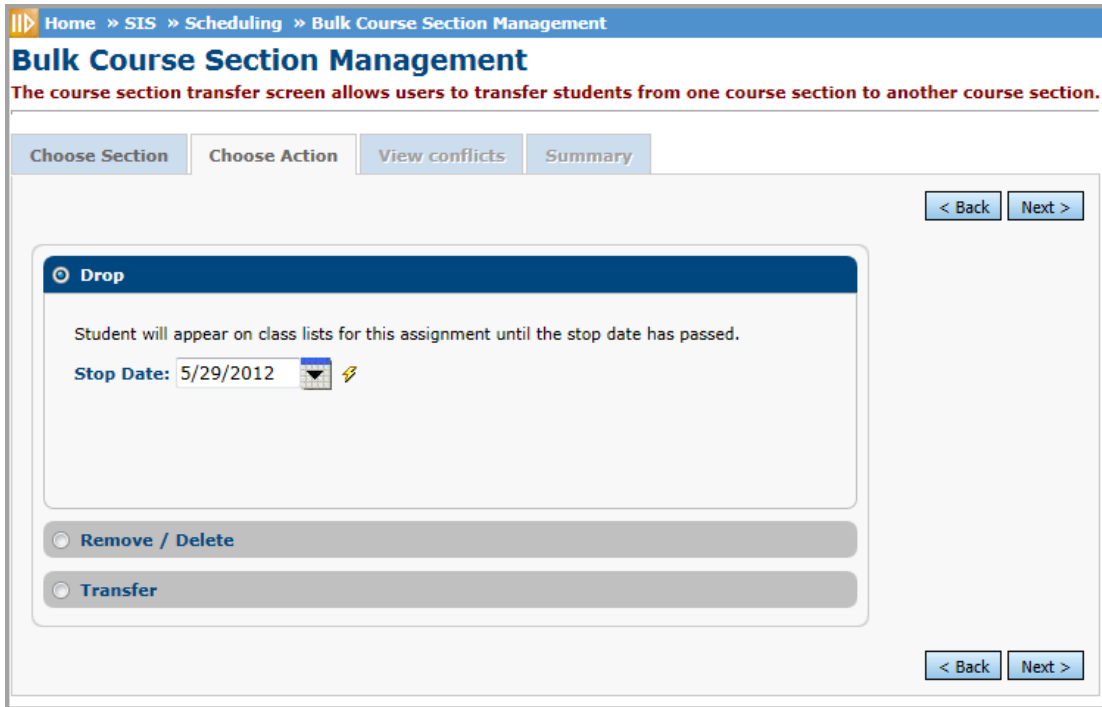 Home » SIS » Scheduling » Bulk Course Section Management
Bulk Course Section Management
The course section transfer screen allows users to transfer students from one course section to another course section.
Choose Section Choose Action View conflicts Summary
< Back Next >
Drop
Student will appear on class lists for this assignment until the stop date has passed.
Stop Date: 5/29/2012
Remove / Delete
Transfer
< Back Next >